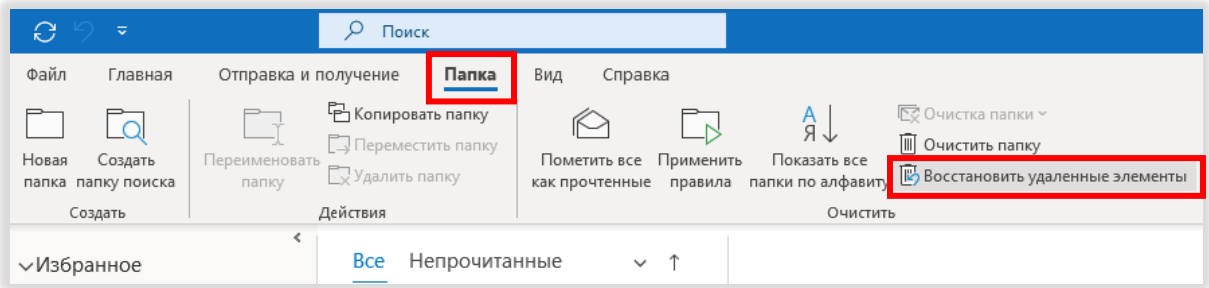 Поиск
Файл Главная Отправка и получение Папка Вид Справка
Новая
папка
Создать
папку поиска
Создать
Переименовать
папку
Копировать папку
Переместить папку
Удалить папку
Действия
Пометить все
как прочтенные
Применить
правила
Показать все
папки по алфавиту
Очистка папки
Очистить папку
Восстановить удаленные элементы
Очистить
Избранное
Все Непрочитанные